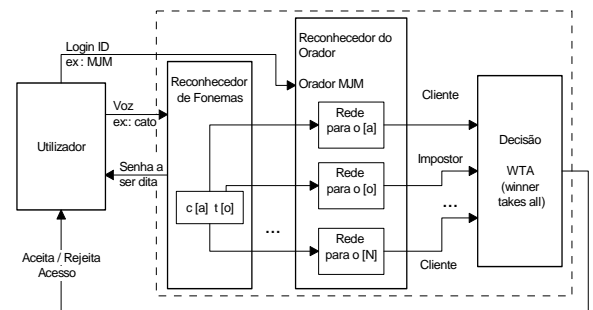 Login ID
ex : MJM
Reconhecedor do
Orador
Reconhecedor
de Fonemas
Orador MJM
Cliente
Voz
ex:: cato
Rede
para o [a]
Utilizador
Decisão
Senha a
ser dita
Impostor
WTA
(winner
takes all)
Rede
para o [o]
c [a] t [o]
...
...
Rede
para o [N]
Cliente
Aceita / Rejeita
Acesso